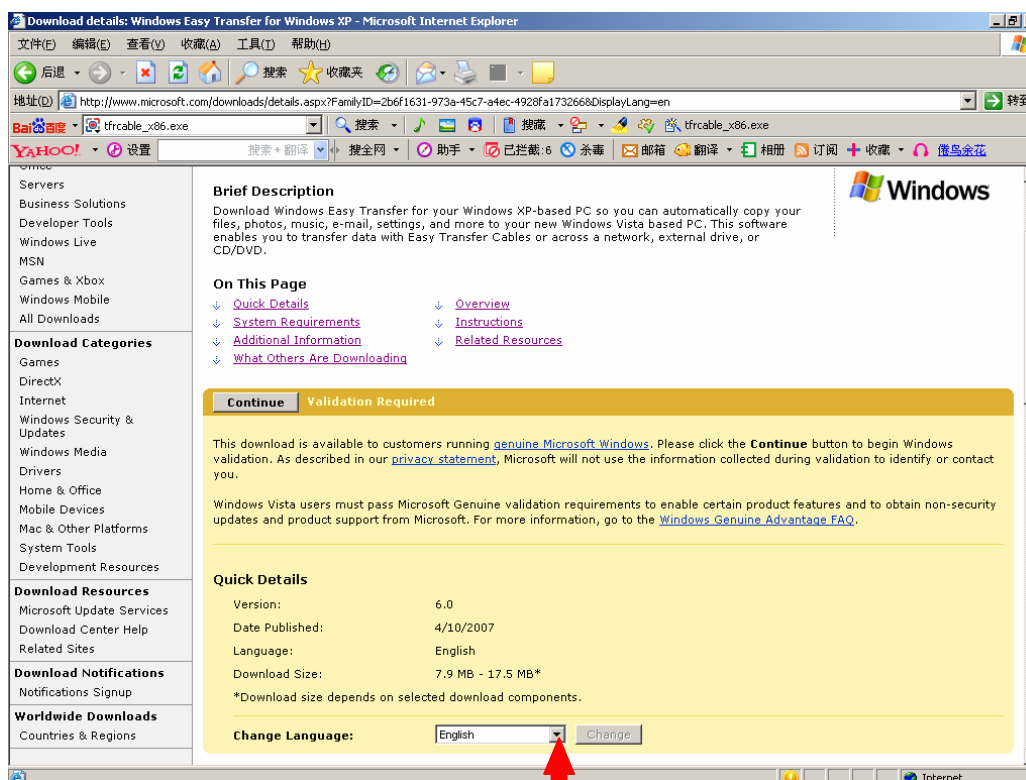 Download details: Windows Easy Transfer for Windows XP - Microsoft Internet Explorer
文件(F) 编辑(E) 查看(V) 收藏(A) 工具(T) 帮助(H)
后退 搜索 收藏夹
地址(D) http://www.microsoft.com/downloads/details.aspx?FamilyID=2b6f1631-973a-45c7-a4ec-4928fa1732668&DisplayLang=en 转到
Bai百度 tfrcable_x86.exe 搜索 搜藏 tfrcable_x86.exe
YAHOO! 设置 搜索+翻译 搜全网 助手 已拦截:6 杀毒 邮箱 翻译 相册 订阅 收藏 倦鸟余花
Office
Servers
Business Solutions
Developer Tools
Windows Live
MSN
Games & Xbox
Windows Mobile
All Downloads
Download Categories
Games
DirectX
Internet
Windows Security &
Updates
Windows Media
Drivers
Home & Office
Mobile Devices
Mac & Other Platforms
System Tools
Development Resources
Download Resources
Microsoft Update Services
Download Center Help
Related Sites
Download Notifications
Notifications Signup
Worldwide Downloads
Countries & Regions
Windows
Brief Description
Download Windows Easy Transfer for your Windows XP-based PC so you can automatically copy your
files, photos, music, e-mail, settings, and more to your new Windows Vista based PC. This software
enables you to transfer data with Easy Transfer Cables or across a network, external drive, or
CD/DVD.
On This Page
Quick Details Overview
System Requirements Instructions
Additional Information Related Resources
What Others Are Downloading
Continue Validation Required
This download is available to customers running genuine Microsoft Windows. Please click the Continue button to begin Windows
validation. As described in our privacy statement, Microsoft will not use the information collected during validation to identify or contact
you.
Windows Vista users must pass Microsoft Genuine validation requirements to enable certain product features and to obtain non-security
updates and product support from Microsoft. For more information, go to the Windows Genuine Advantage FAQ.
Quick Details
Version: 6.0
Date Published: 4/10/2007
Language: English
Download Size: 7.9 MB - 17.5 MB*
*Download size depends on selected download components.
Change Language: English Change
Internet